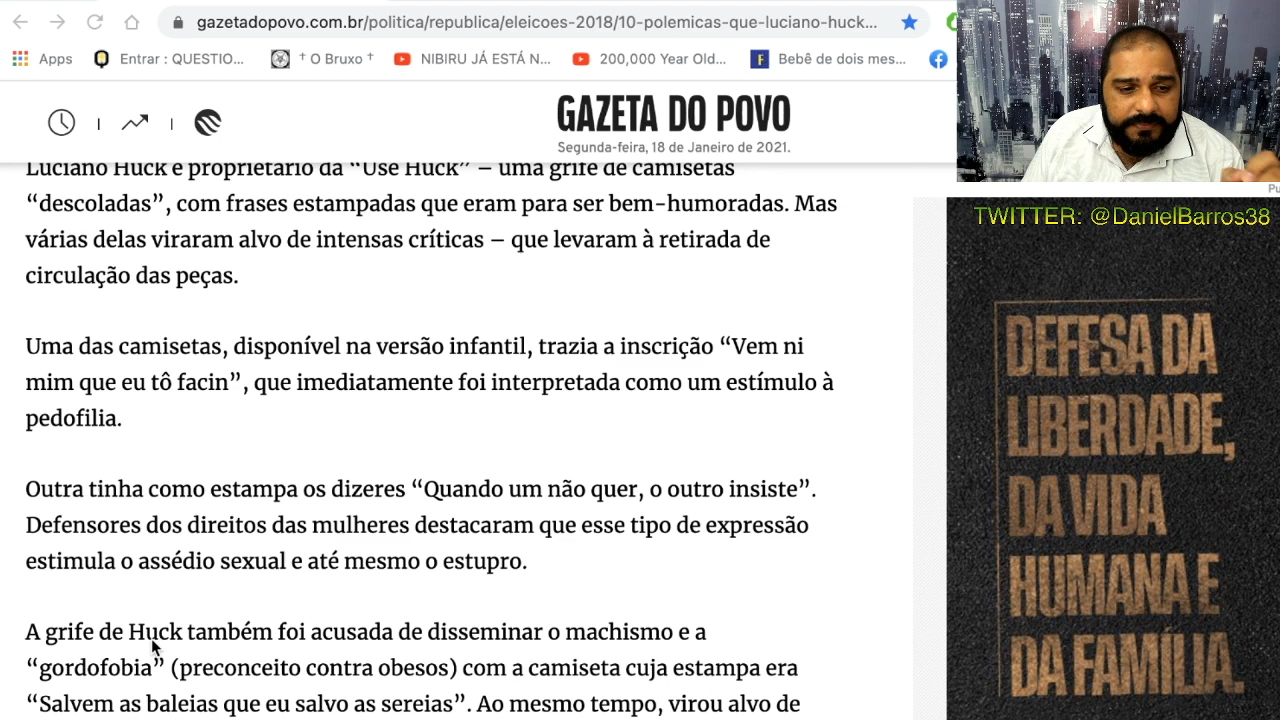 gazetadopovo.com.br/politica/republica/eleicoes-2018/10-polemicas-que-luciano-huck...
Apps
Entrar : QUESTIO...
† O Bruxo †
NIBIRU JÁ ESTÁ N...
200,000 Year Old...
Bebê de dois mes...
GAZETA DO POVO
Segunda-feira, 18 de Janeiro de 2021.
Luciano Huck é proprietário da “Use Huck” – uma grife de camisetas
“descoladas”, com frases estampadas que eram para ser bem-humoradas. Mas
várias delas viraram alvo de intensas críticas – que levaram à retirada de
circulação das peças.
Uma das camisetas, disponível na versão infantil, trazia a inscrição “Vem ni
mim que eu tô facin”, que imediatamente foi interpretada como um estímulo à
pedofilia.
Outra tinha como estampa os dizeres “Quando um não quer, o outro insiste”.
Defensores dos direitos das mulheres destacaram que esse tipo de expressão
estimula o assédio sexual e até mesmo o estupro.
A grife de Huck também foi acusada de disseminar o machismo e a
“gordofobia” (preconceito contra obesos) com a camiseta cuja estampa era
“Salvem as baleias que eu salvo as sereias”. Ao mesmo tempo, virou alvo de
Pu
TWITTER: @DanielBarros38
DEFESA DA
LIBERDADE,
DA VIDA
HUMANA E
DA FAMÍLIA.